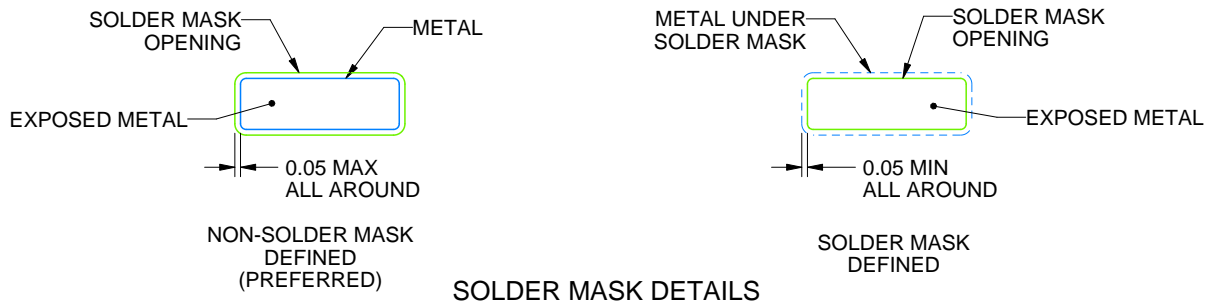 SOLDER MASK
OPENING
METAL
EXPOSED METAL
0.05 MAX
ALL AROUND
NON-SOLDER MASK
DEFINED
(PREFERRED)
METAL UNDER
SOLDER MASK
SOLDER MASK
OPENING
EXPOSED METAL
0.05 MIN
ALL AROUND
SOLDER MASK
DEFINED
SOLDER MASK DETAILS